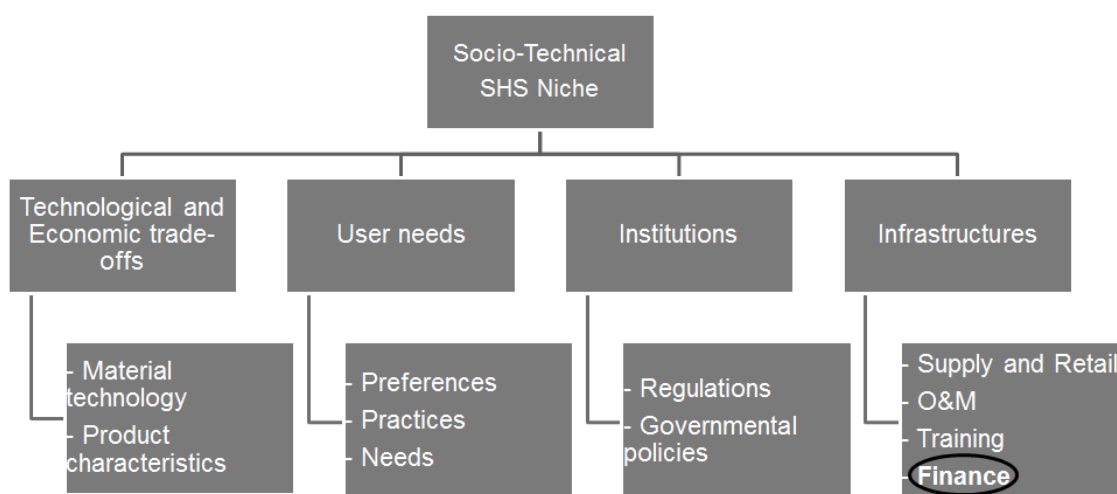 Socio-Technical
SHS Niche
Technological and
Economic trade-
offs
User needs
Institutions
Infrastructures
- Material
technology
- Product
characteristics
- Preferences
- Practices
- Needs
- Regulations
- Governmental
policies
- Supply and Retail
- O&M
- Training
- Finance